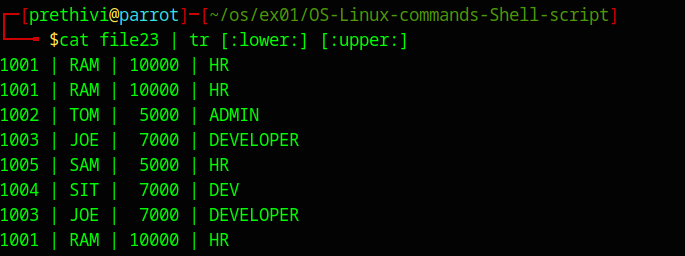 ┌─[prethivi@parrot]─[~/os/ex01/OS-Linux-commands-Shell-script]
└──╼ $cat file23 | tr [:lower:] [:upper:]
1001 | RAM | 10000 | HR
1001 | RAM | 10000 | HR
1002 | TOM |  5000 | ADMIN
1003 | JOE |  7000 | DEVELOPER
1005 | SAM |  5000 | HR
1004 | SIT |  7000 | DEV
1003 | JOE |  7000 | DEVELOPER
1001 | RAM | 10000 | HR